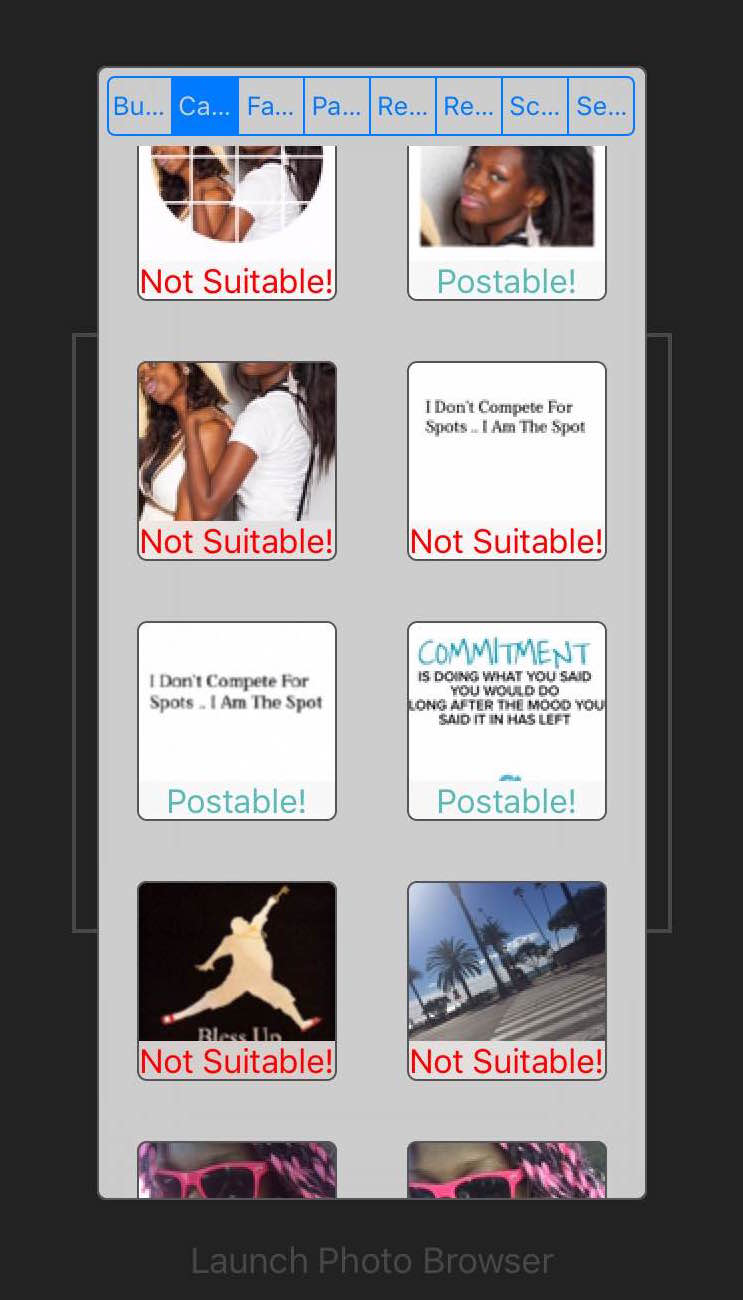 Bu... Ca... Fa... Pa... Re... Re... Sc... Se...
Not Suitable! Postable!
I Don't Compete For
Spots .. I Am The Spot
Not Suitable! Not Suitable!
I Don't Compete For
Spots .. I Am The Spot
COMMITMENT
IS DOING WHAT YOU SAID
YOU WOULD DO
LONG AFTER THE MOOD YOU
SAID IT IN HAS LEFT
Postable! Postable!
Bless Up
Not Suitable! Not Suitable!
Launch Photo Browser